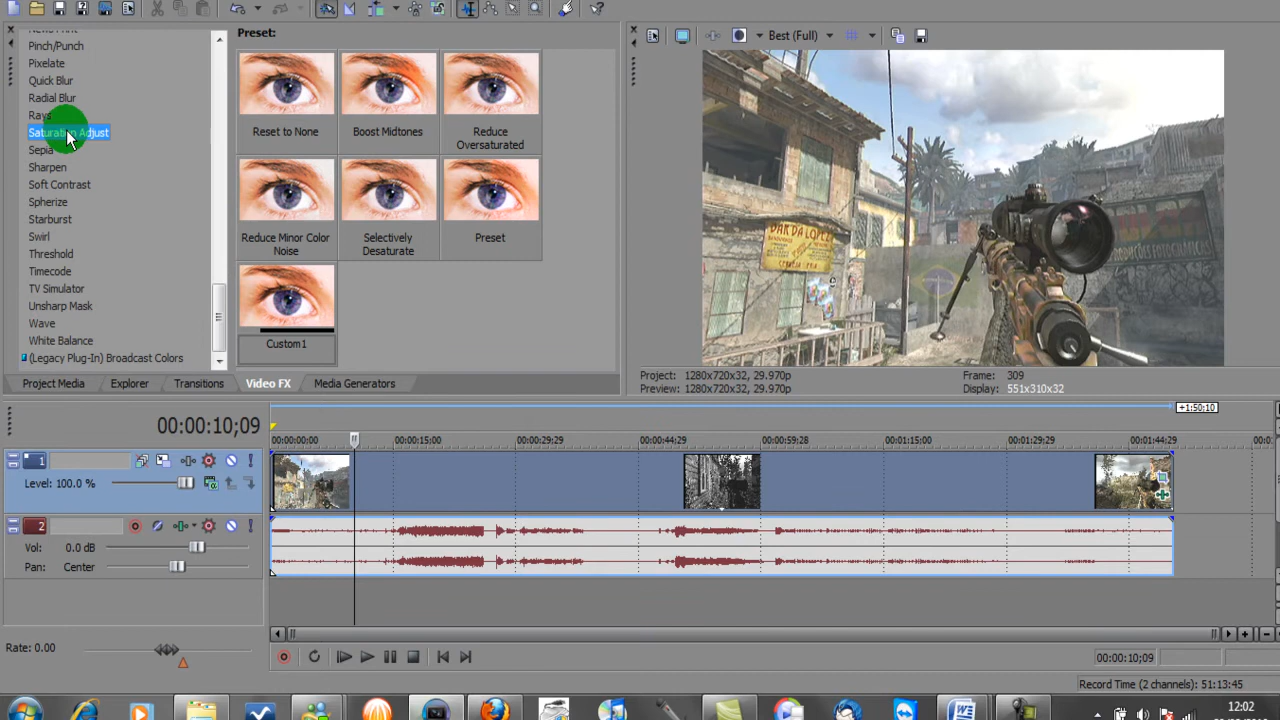 Preset:
Pinch/Punch
Pixelate
Quick Blur
Radial Blur
Rays
Saturation Adjust
Sepia
Sharpen
Soft Contrast
Spherize
Starburst
Swirl
Threshold
Timecode
TV Simulator
Unsharp Mask
Wave
White Balance
(Legacy Plug-In) Broadcast Colors
Reset to None
Boost Midtones
Reduce
Oversaturated
Reduce Minor Color
Noise
Selectively
Desaturate
Preset
Custom1
Best (Full)
BAR DA LOPEZ
Project: 1280x720x32, 29.970p
Preview: 1280x720x32, 29.970p
Frame: 309
Display: 551x310x32
Project Media
Explorer
Transitions
Video FX
Media Generators
00:00:10;09
+1:50:10
00:00:00;00
00:00:15;00
00:00:29;29
00:00:44;29
00:00:59;28
00:01:15;00
00:01:29;29
00:01:44;29
00:0
1
Level: 100.0 %
2
Vol: 0.0 dB
Pan: Center
Rate: 0.00
00:00:10;09
Record Time (2 channels): 51:13:45
12:02